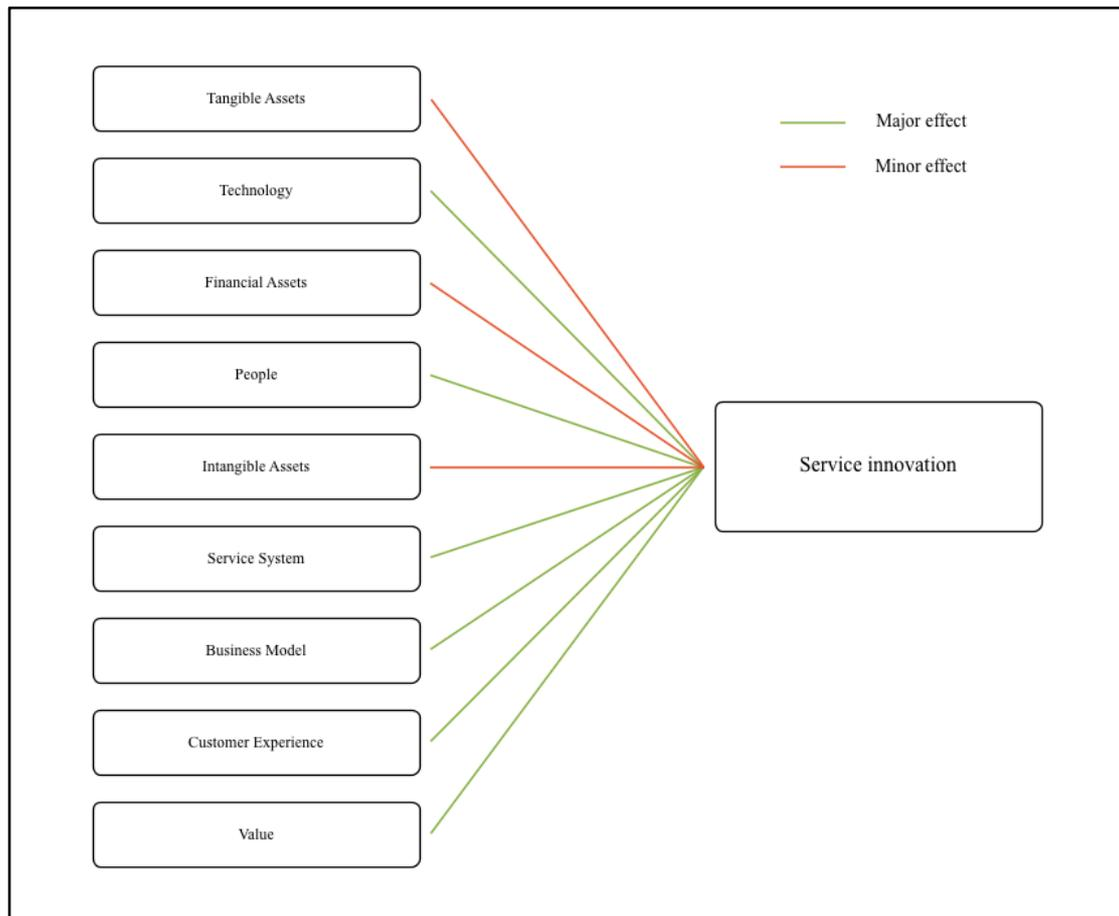 Tangible Assets
Technology
Financial Assets
People
Intangible Assets
Service System
Business Model
Customer Experience
Value
Major effect
Minor effect
Service innovation